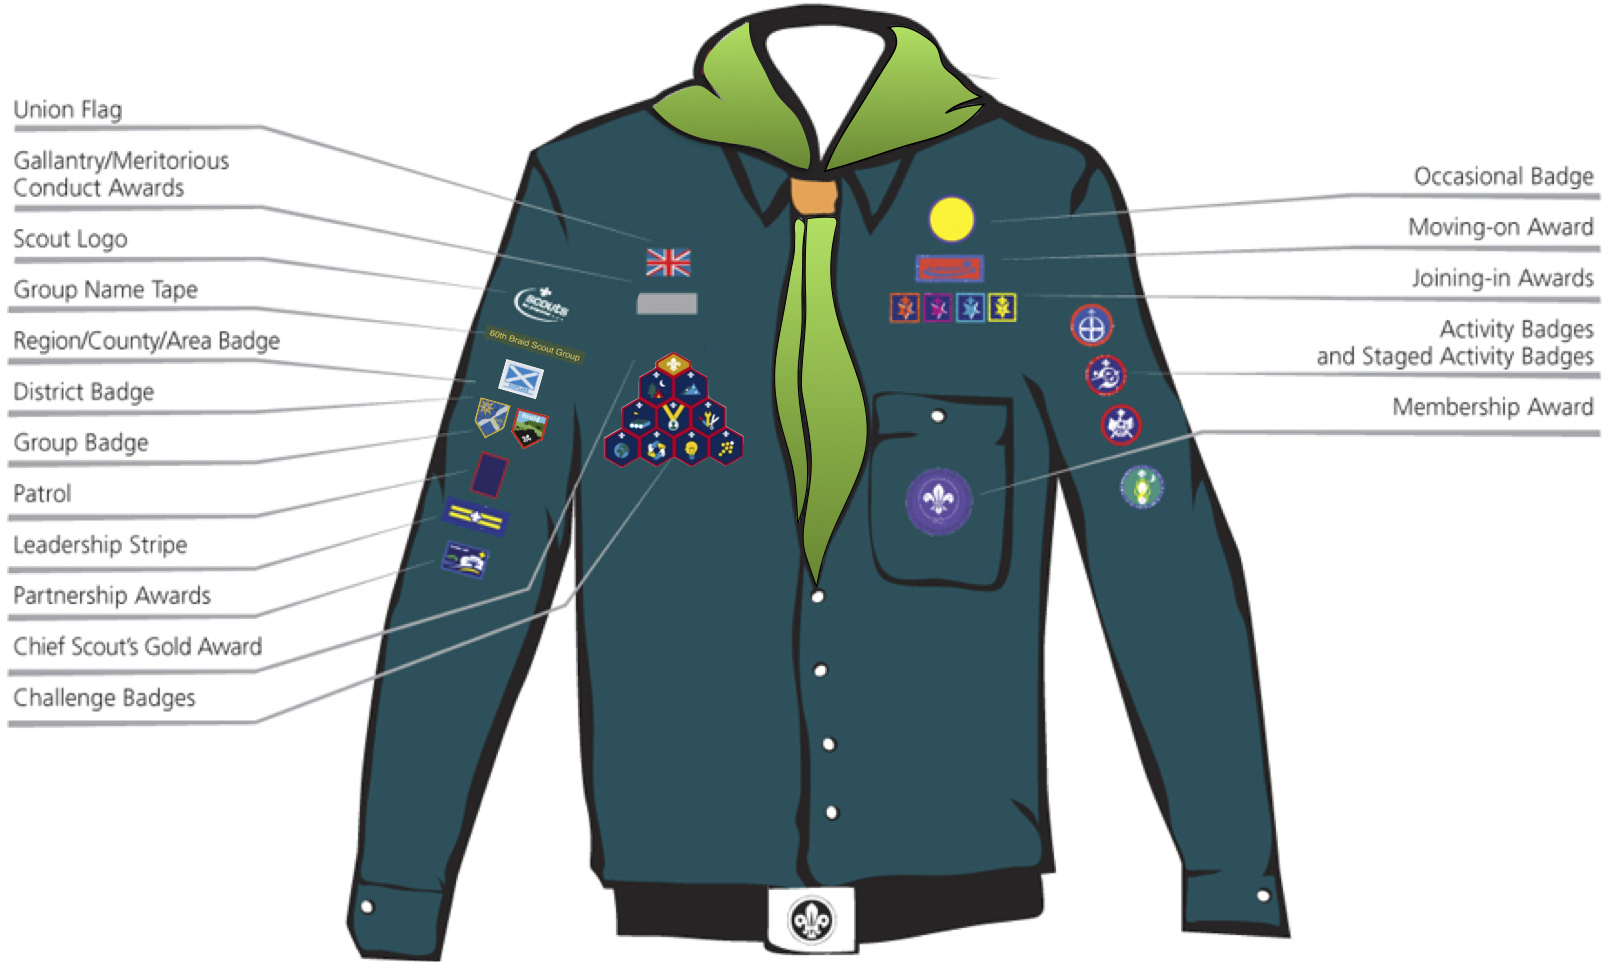 Union Flag
Gallantry/Meritorious
Conduct Awards
Scout Logo
Group Name Tape
Region/County/Area Badge
District Badge
Group Badge
Patrol
Leadership Stripe
Partnership Awards
Chief Scout's Gold Award
Challenge Badges
scouts
60th Braid Scout Group
Occasional Badge
Moving-on Award
Joining-in Awards
Activity Badges
and Staged Activity Badges
Membership Award